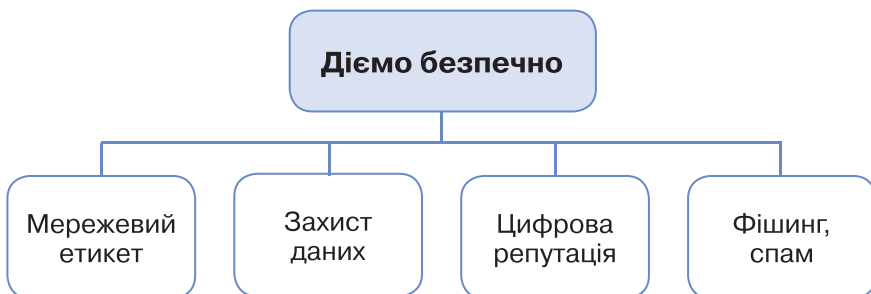 Діємо безпечно
Мережевий
етикет
Захист
даних
Цифрова
репутація
Фішинг,
спам